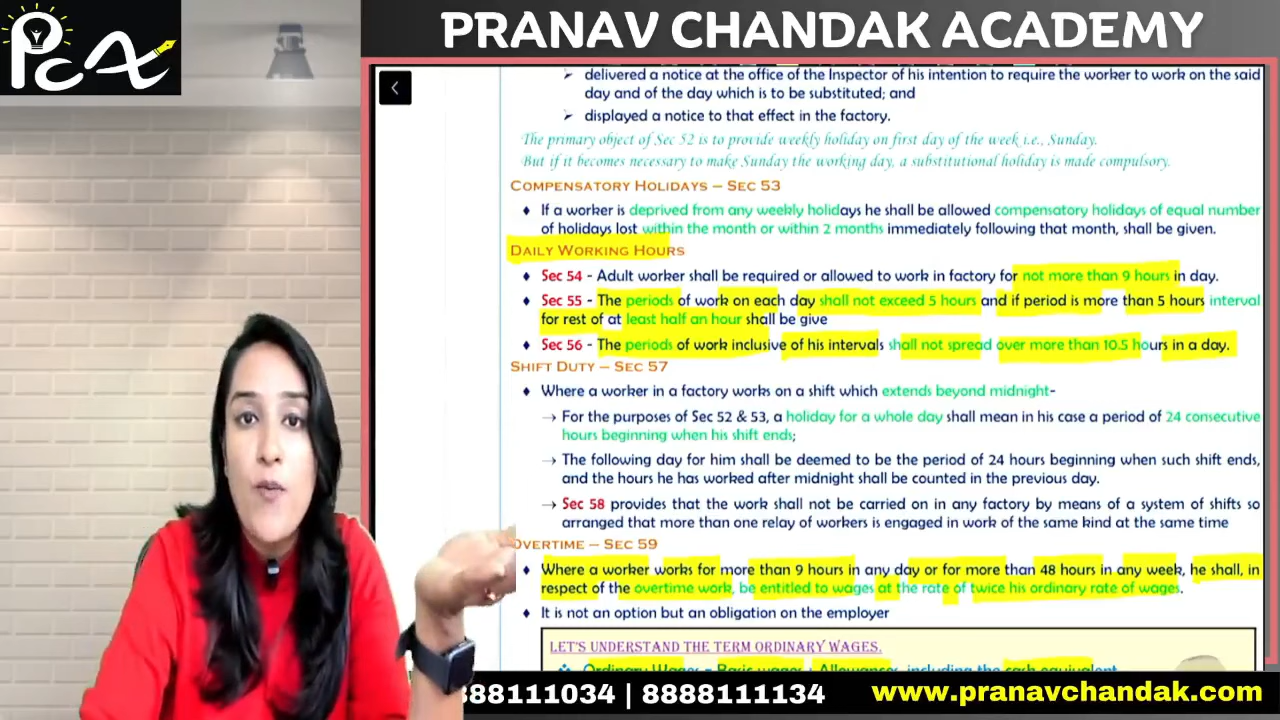 PCA
PRANAV CHANDAK ACADEMY
➢ delivered a notice at the office of the Inspector of his intention to require the worker to work on the said
day and of the day which is to be substituted; and
➢ displayed a notice to that effect in the factory.
The primary object of Sec 52 is to provide weekly holiday on first day of the week i.e., Sunday.
But if it becomes necessary to make Sunday the working day, a substitutional holiday is made compulsory.
COMPENSATORY HOLIDAYS – SEC 53
♦ If a worker is deprived from any weekly holidays he shall be allowed compensatory holidays of equal number
of holidays lost within the month or within 2 months immediately following that month, shall be given.
DAILY WORKING HOURS
♦ Sec 54 - Adult worker shall be required or allowed to work in factory for not more than 9 hours in day.
♦ Sec 55 - The periods of work on each day shall not exceed 5 hours and if period is more than 5 hours interval
for rest of at least half an hour shall be give
♦ Sec 56 - The periods of work inclusive of his intervals shall not spread over more than 10.5 hours in a day.
SHIFT DUTY – SEC 57
♦ Where a worker in a factory works on a shift which extends beyond midnight-
→ For the purposes of Sec 52 & 53, a holiday for a whole day shall mean in his case a period of 24 consecutive
hours beginning when his shift ends;
→ The following day for him shall be deemed to be the period of 24 hours beginning when such shift ends,
and the hours he has worked after midnight shall be counted in the previous day.
→ Sec 58 provides that the work shall not be carried on in any factory by means of a system of shifts so
arranged that more than one relay of workers is engaged in work of the same kind at the same time
OVERTIME – SEC 59
♦ Where a worker works for more than 9 hours in any day or for more than 48 hours in any week, he shall, in
respect of the overtime work, be entitled to wages at the rate of twice his ordinary rate of wages.
♦ It is not an option but an obligation on the employer
LET'S UNDERSTAND THE TERM ORDINARY WAGES.
Ordinary Wages = Basic wages + Allowances, including the cash equivalent
888111034 | 8888111134
www.pranavchandak.com